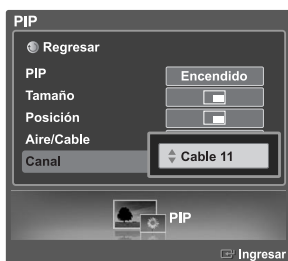 PIP
Regresar
PIP Encendido
Tamaño
Posición
Aire/Cable
Canal Cable 11
PIP
Ingresar